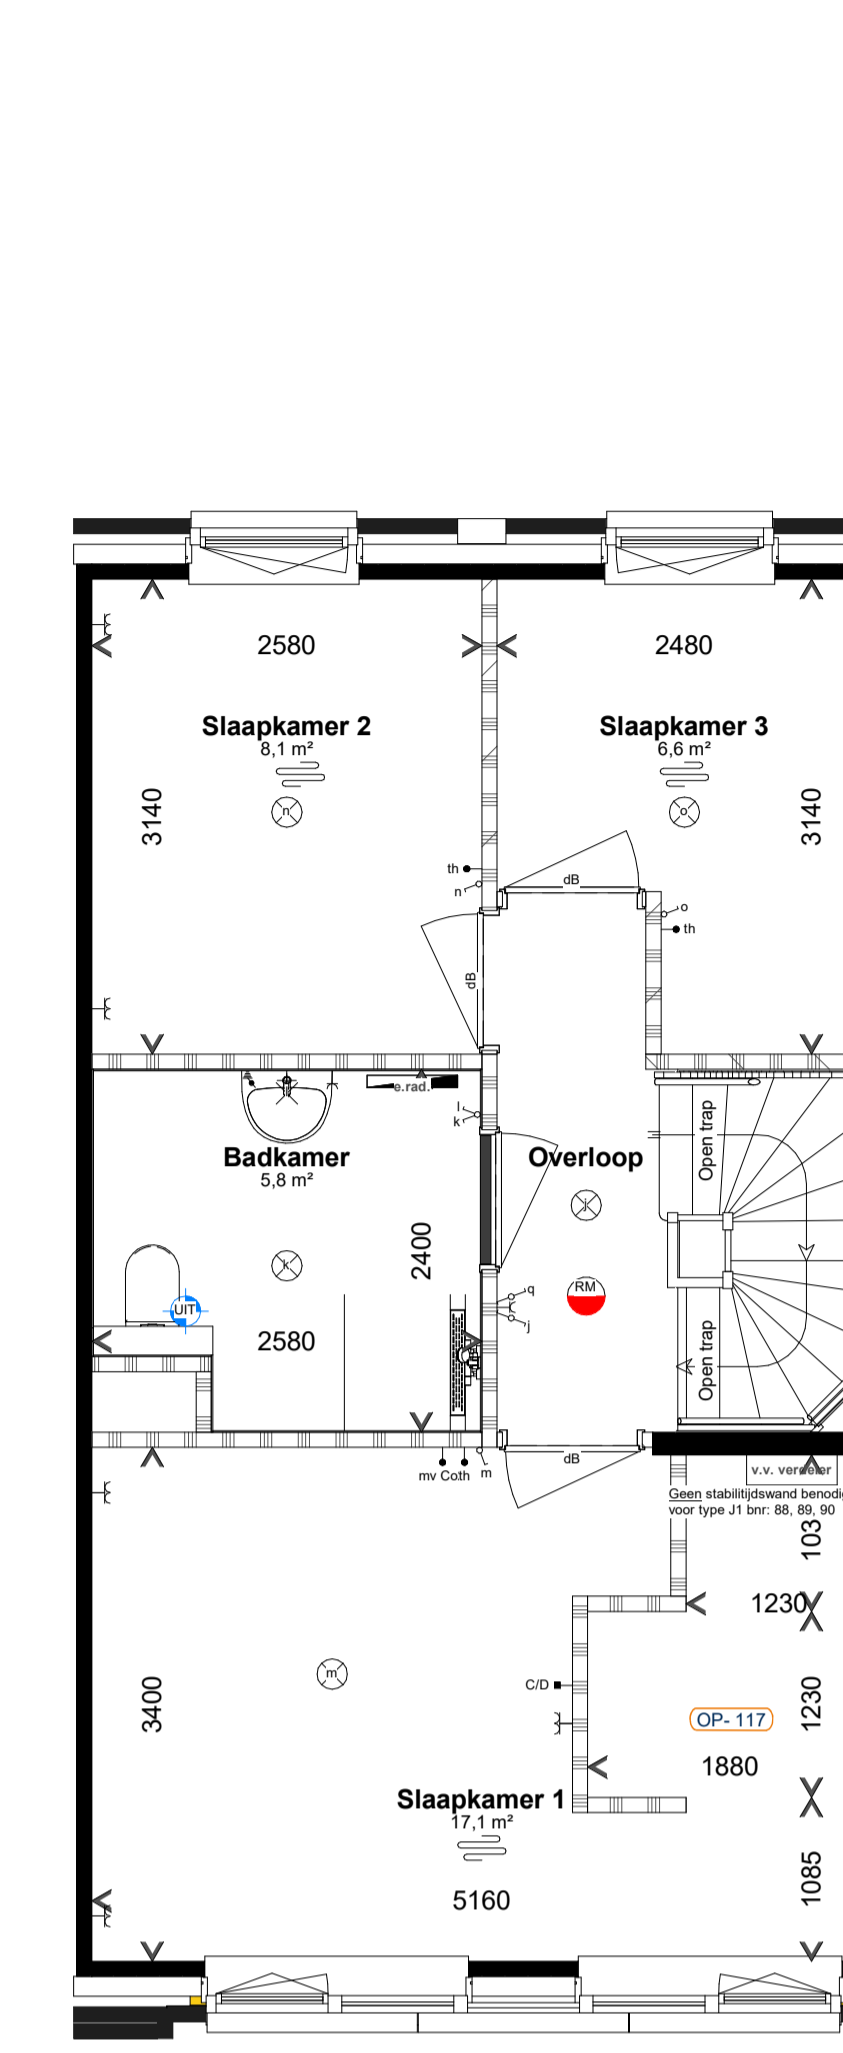 2580
2480
Slaapkamer 2
8,1 m²
Slaapkamer 3
6,6 m²
3140
n
o
3140
th
n
dB
o
th
dB
e.rad.
l
k
Open trap
Badkamer
5,8 m²
Overloop
j
2400
k
q
RM
UIT
j
2580
Open trap
mv Co th
m
dB
v.v. verdeler
Geen stabilitijdswand benodig
voor type J1 bnr: 88, 89, 90
103
1230
m
C/D
3400
1230
OP- 117
1880
Slaapkamer 1
17,1 m²
1085
5160